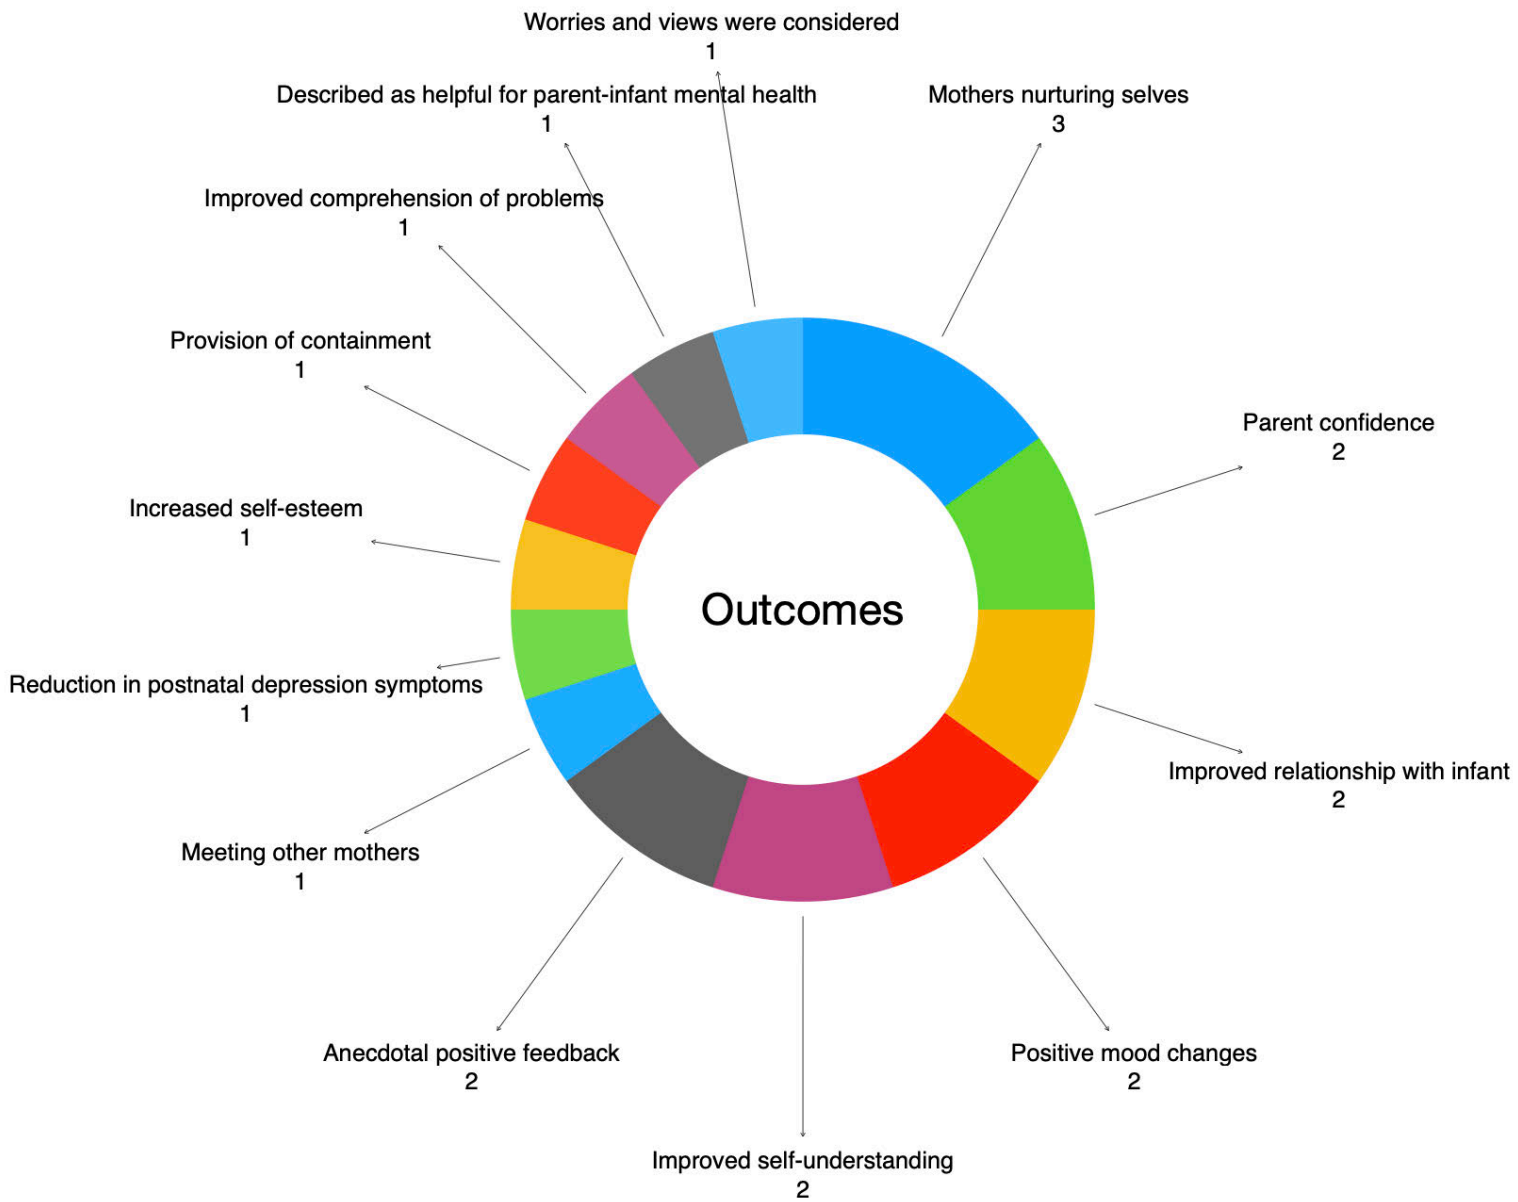 Worries and views were considered
1
Described as helpful for parent-infant mental health
1
Mothers nurturing selves
3
Improved comprehension of problems
1
Provision of containment
1
Parent confidence
2
Increased self-esteem
1
Outcomes
Reduction in postnatal depression symptoms
1
Improved relationship with infant
2
Meeting other mothers
1
Anecdotal positive feedback
2
Positive mood changes
2
Improved self-understanding
2